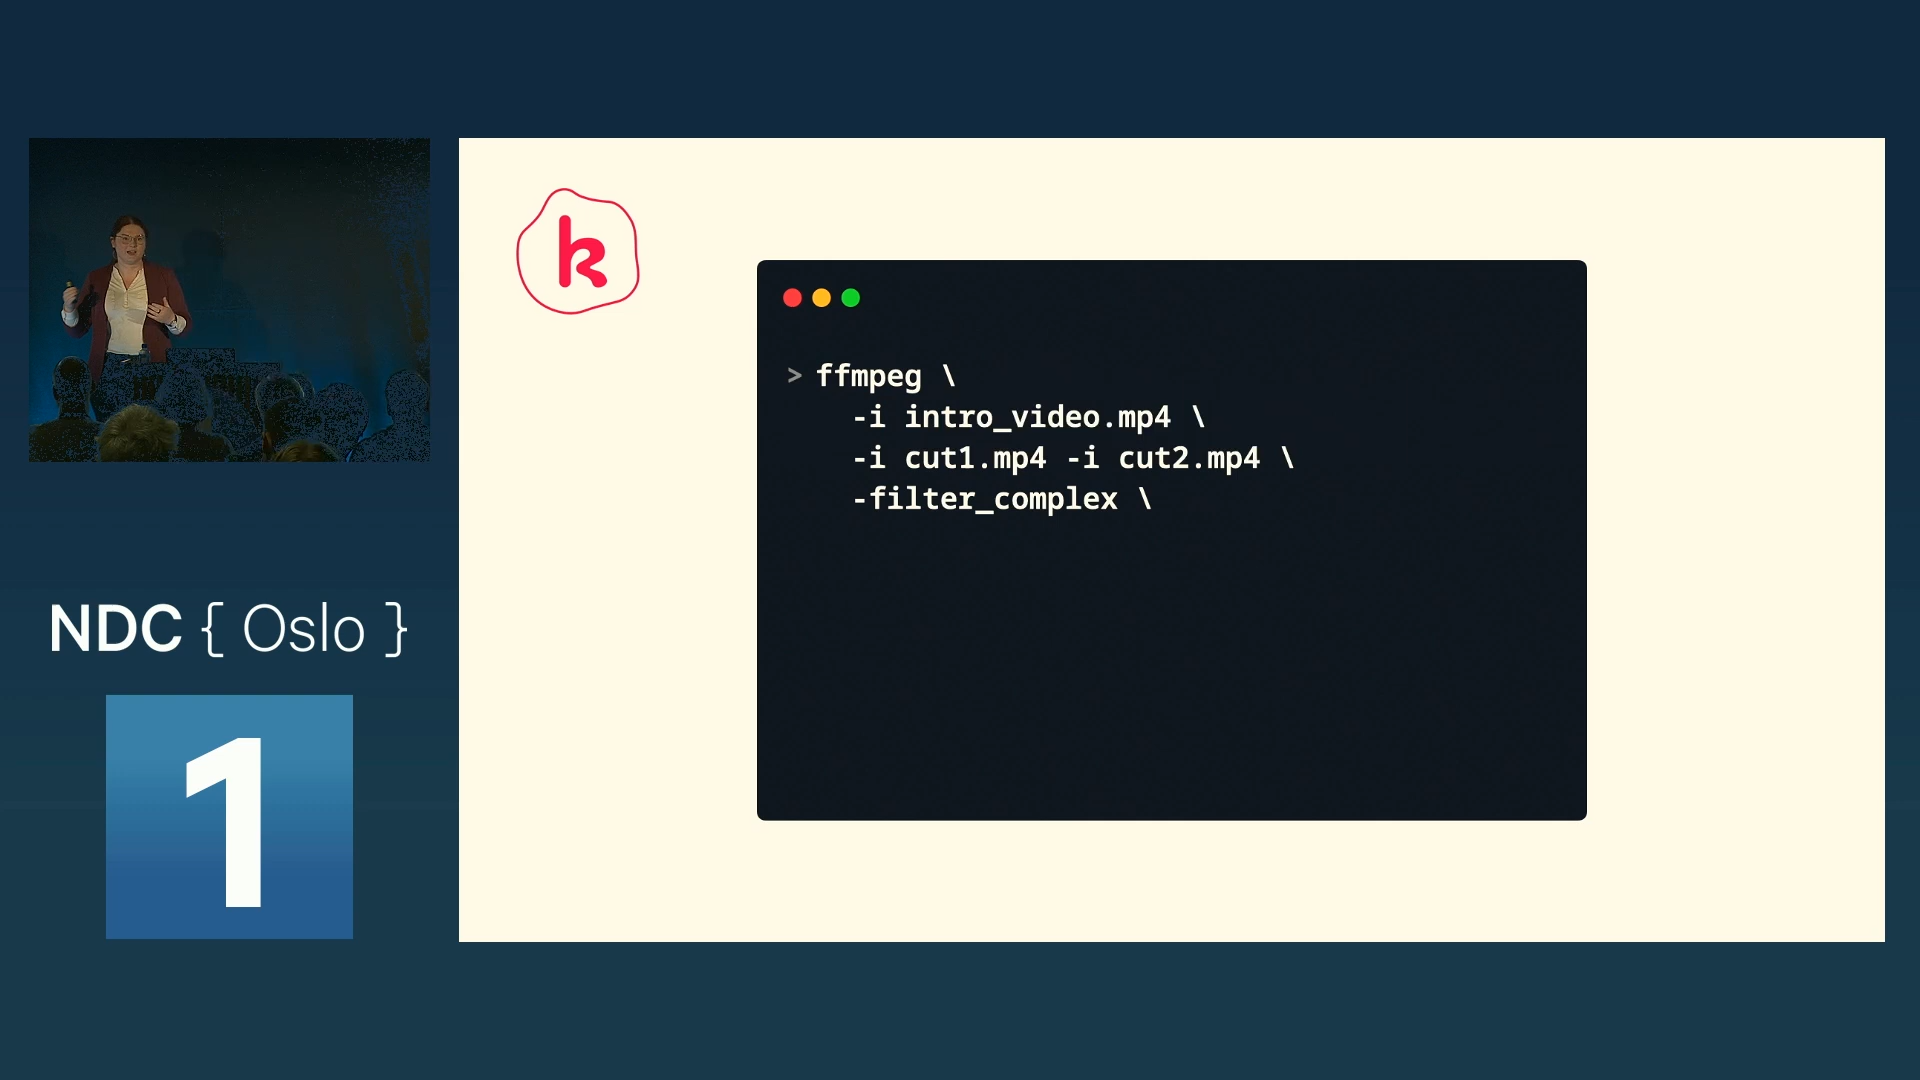 k
> ffmpeg \
-i intro_video.mp4 \
-i cut1.mp4 -i cut2.mp4 \
-filter_complex \
NDC { Oslo }
1